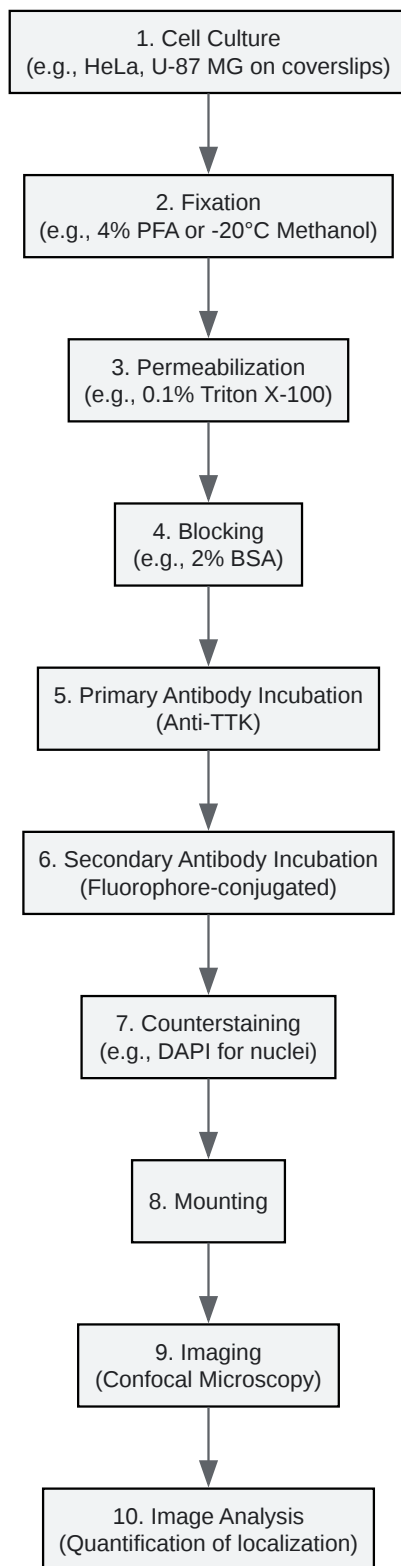 1. Cell Culture
(e.g., HeLa, U-87 MG on coverslips)
2. Fixation
(e.g., 4% PFA or -20°C Methanol)
3. Permeabilization
(e.g., 0.1% Triton X-100)
4. Blocking
(e.g., 2% BSA)
5. Primary Antibody Incubation
(Anti-TTK)
6. Secondary Antibody Incubation
(Fluorophore-conjugated)
7. Counterstaining
(e.g., DAPI for nuclei)
8. Mounting
9. Imaging
(Confocal Microscopy)
10. Image Analysis
(Quantification of localization)